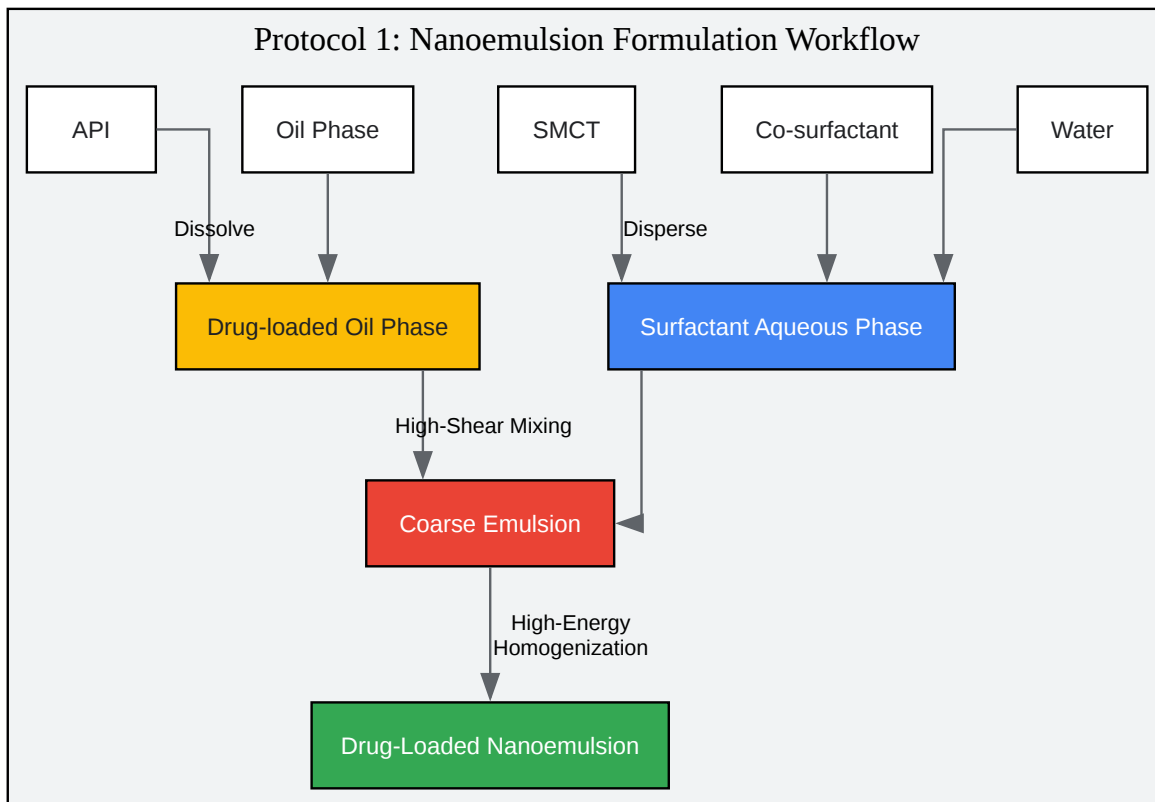 Protocol 1: Nanoemulsion Formulation Workflow
API
Oil Phase
SMCT
Co-surfactant
Water
Dissolve
Disperse
Drug-loaded Oil Phase
Surfactant Aqueous Phase
High-Shear Mixing
Coarse Emulsion
High-Energy
Homogenization
Drug-Loaded Nanoemulsion